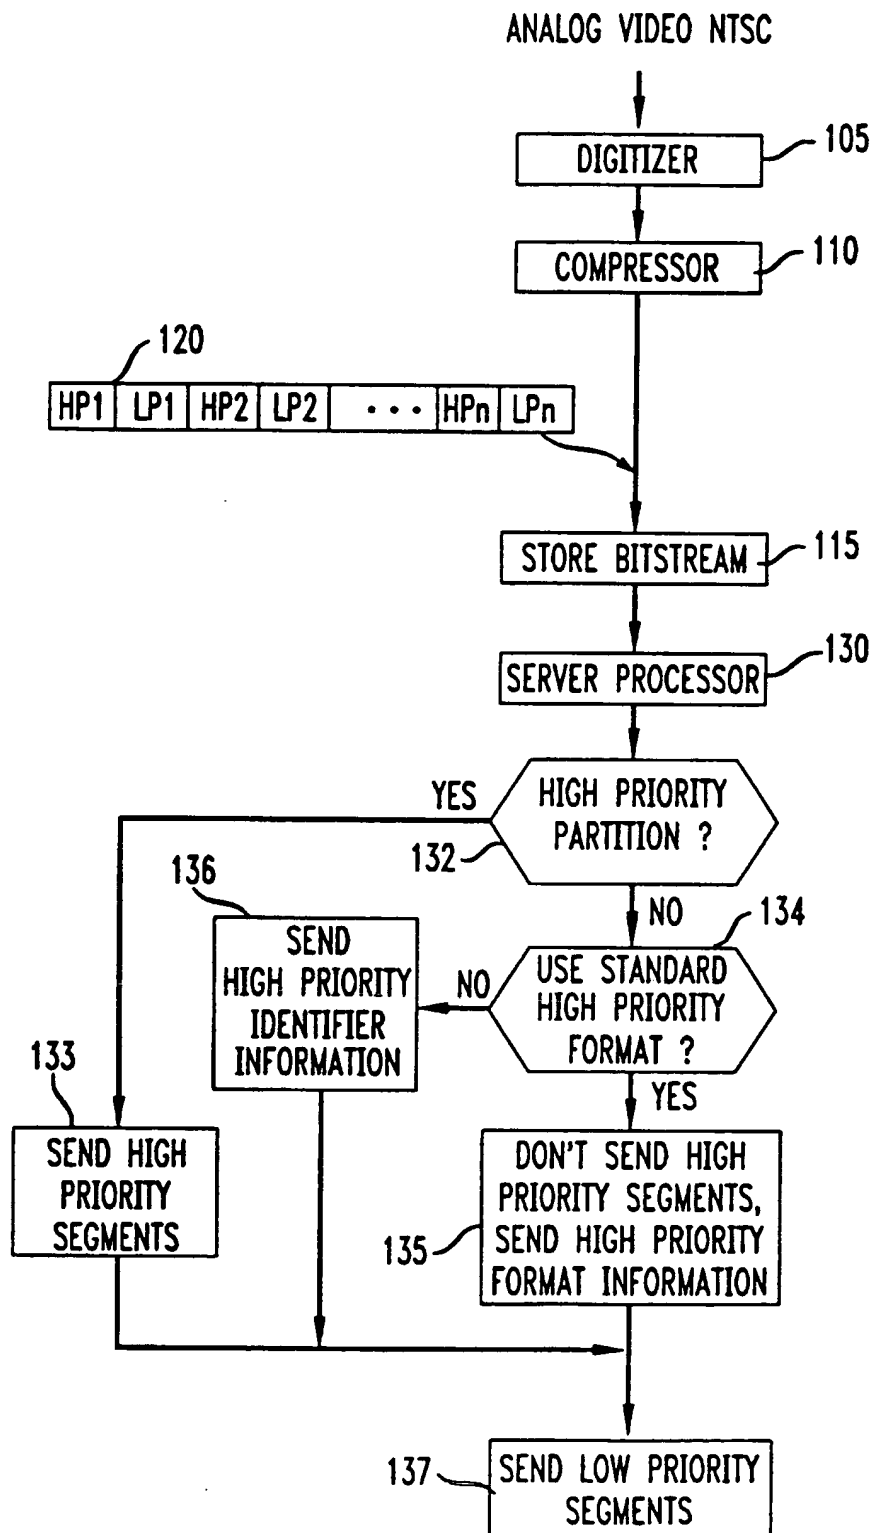 ANALOG VIDEO NTSC
DIGITIZER
105
COMPRESSOR
110
120
HP1 LP1 HP2 LP2 ... HPn LPn
STORE BITSTREAM
115
SERVER PROCESSOR
130
HIGH PRIORITY
PARTITION ?
132
YES
NO
134
USE STANDARD
HIGH PRIORITY
FORMAT ?
NO
YES
136
SEND
HIGH PRIORITY
IDENTIFIER
INFORMATION
133
SEND HIGH
PRIORITY
SEGMENTS
DON'T SEND HIGH
PRIORITY SEGMENTS,
SEND HIGH PRIORITY
FORMAT INFORMATION
135
137
SEND LOW PRIORITY
SEGMENTS